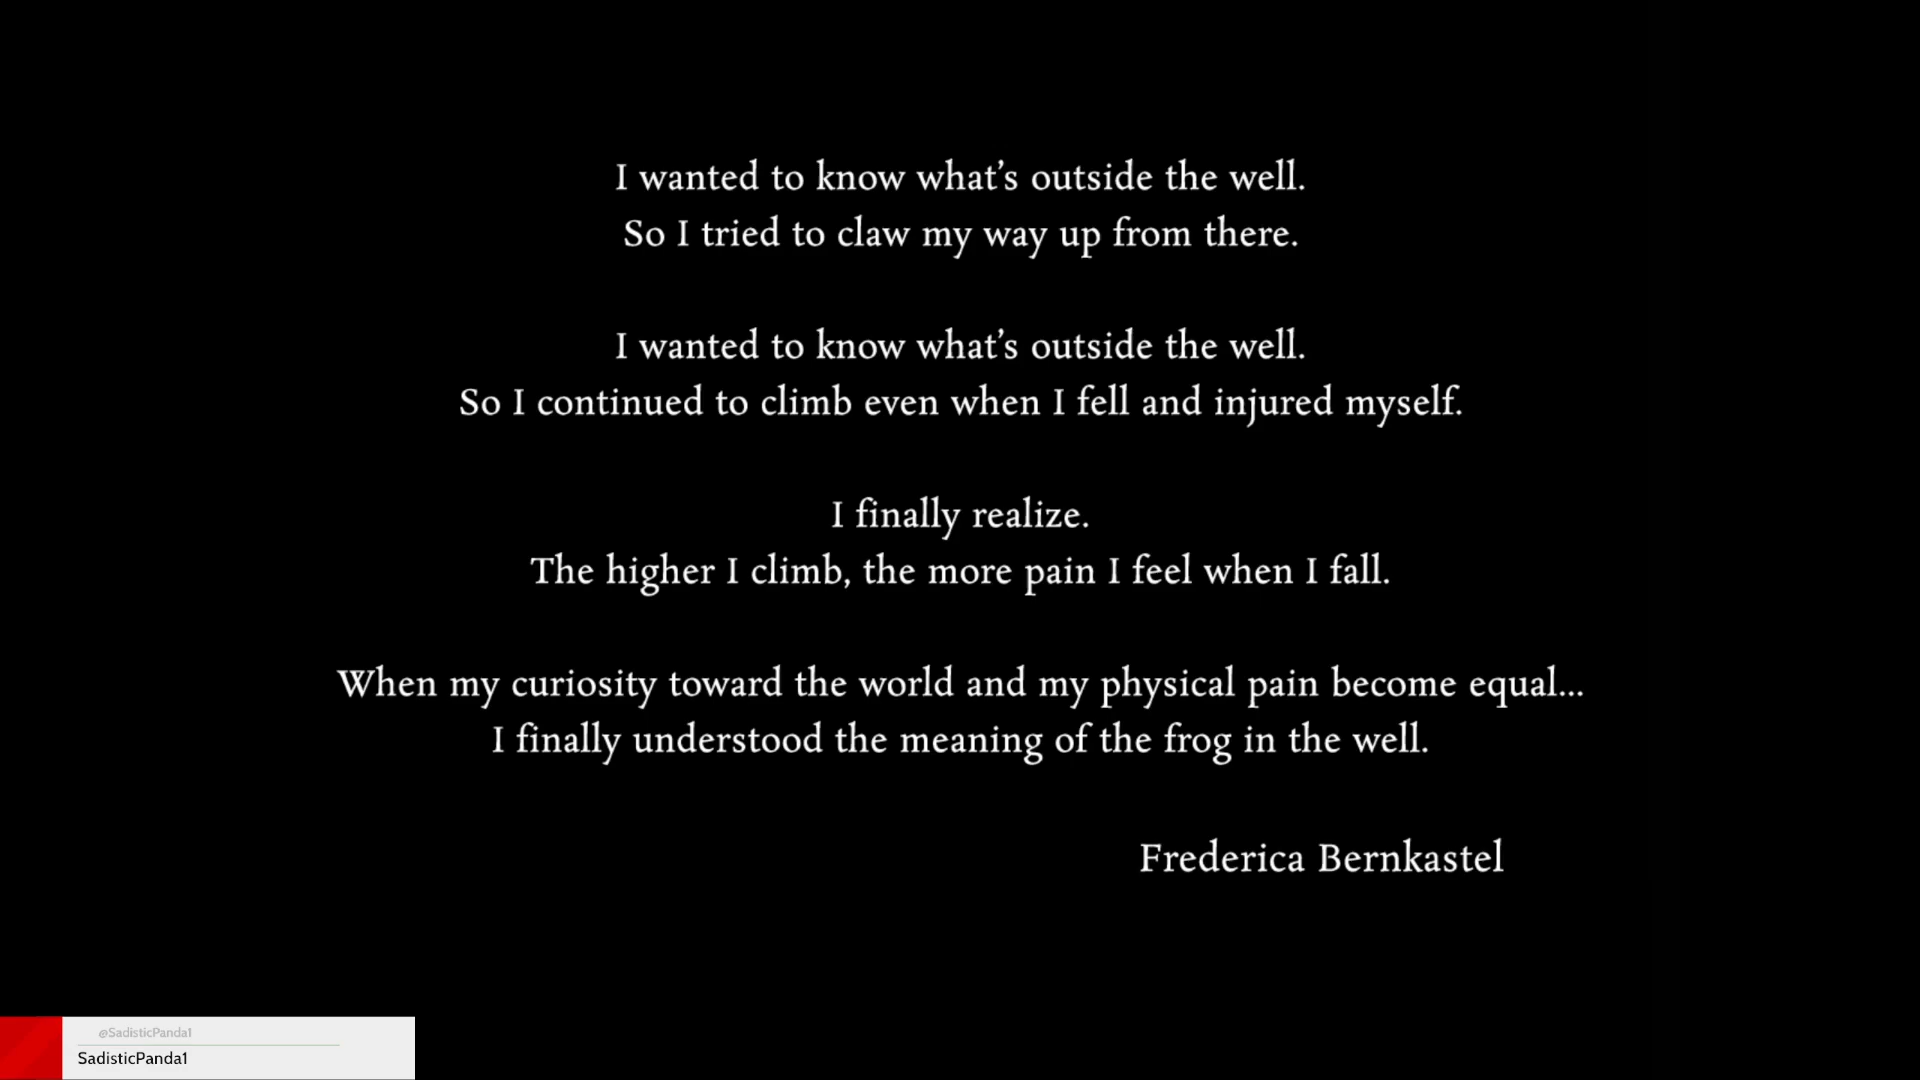 I wanted to know what’s outside the well.
So I tried to claw my way up from there.
I wanted to know what’s outside the well.
So I continued to climb even when I fell and injured myself.
I finally realize.
The higher I climb, the more pain I feel when I fall.
When my curiosity toward the world and my physical pain become equal...
I finally understood the meaning of the frog in the well.
Frederica Bernkastel
@SadisticPanda1
SadisticPanda1